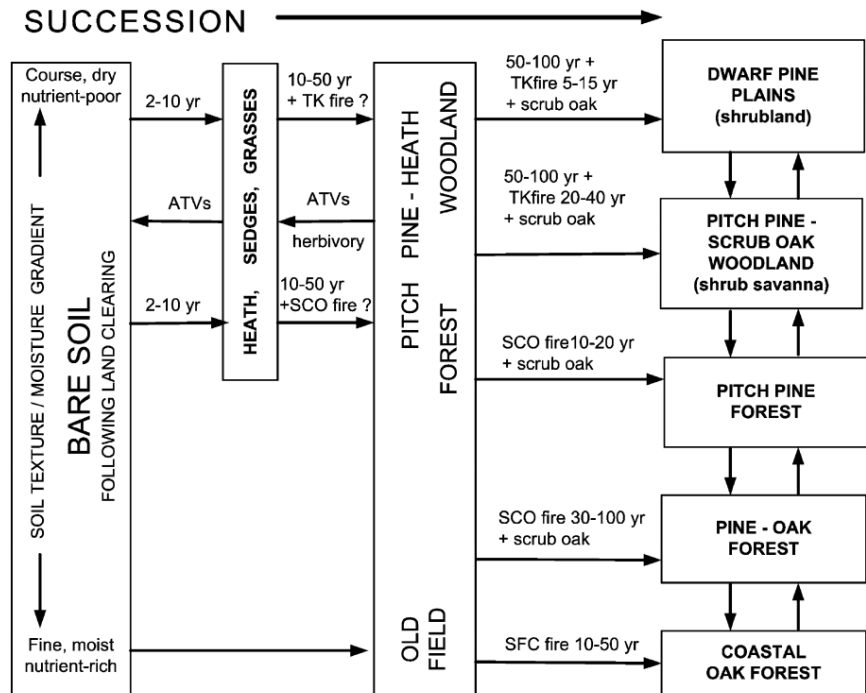 SUCCESSION
Course, dry
nutrient-poor
SOIL TEXTURE / MOISTURE GRADIENT
BARE SOIL
FOLLOWING LAND CLEARING
Fine, moist
nutrient-rich
2-10 yr
ATVs
2-10 yr
HEATH, SEDGES, GRASSES
10-50 yr
+ TK fire ?
ATVs
herbivory
10-50 yr
+SCO fire ?
PITCH PINE - HEATH
WOODLAND
FOREST
OLD
FIELD
50-100 yr +
TKfire 5-15 yr
+ scrub oak
50-100 yr +
TKfire 20-40 yr
+ scrub oak
SCO fire10-20 yr
+ scrub oak
SCO fire 30-100 yr
+ scrub oak
SFC fire 10-50 yr
DWARF PINE
PLAINS
(shrubland)
PITCH PINE -
SCRUB OAK
WOODLAND
(shrub savanna)
PITCH PINE
FOREST
PINE - OAK
FOREST
COASTAL
OAK FOREST